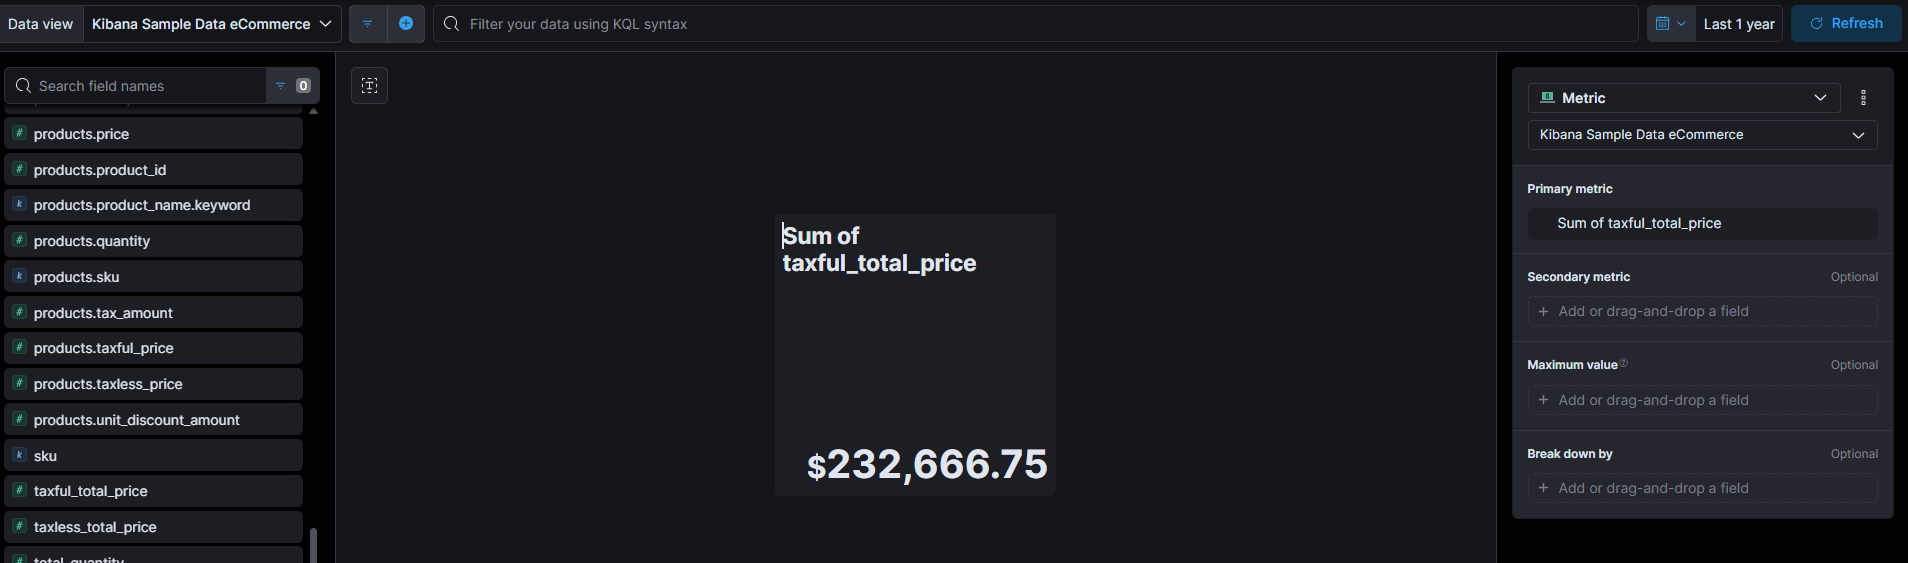 Data view
Kibana Sample Data eCommerce
Filter your data using KQL syntax
Last 1 year
Refresh
Search field names
0
# products.price
# products.product_id
k products.product_name.keyword
# products.quantity
k products.sku
# products.tax_amount
# products.taxful_price
# products.taxless_price
# products.unit_discount_amount
k sku
# taxful_total_price
# taxless_total_price
# total_quantity
T
Sum of
taxful_total_price
$232,666.75
Metric
Kibana Sample Data eCommerce
Primary metric
Sum of taxful_total_price
Secondary metric
Optional
+ Add or drag-and-drop a field
Maximum value
Optional
+ Add or drag-and-drop a field
Break down by
Optional
+ Add or drag-and-drop a field